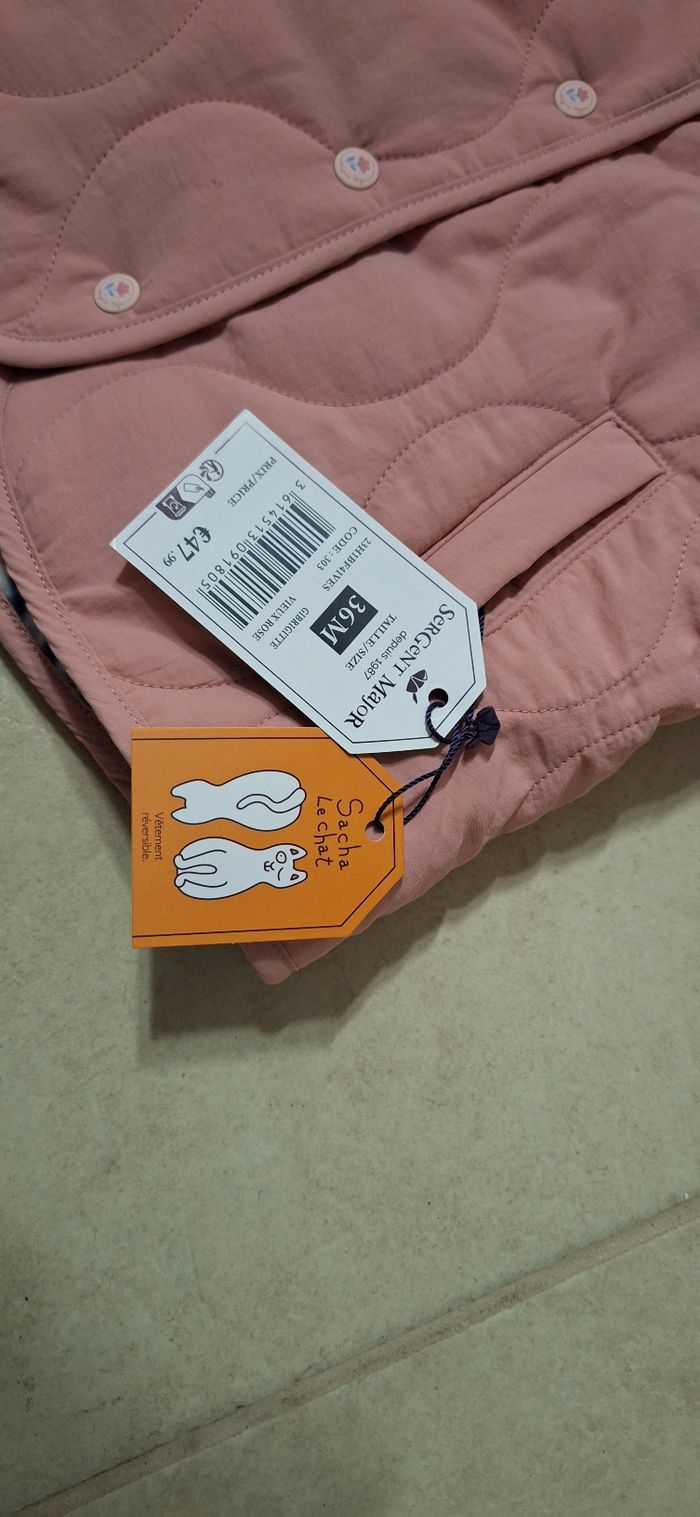 SeRGeNT MajoR
depuis 1987
TAILLE/SIZE
36M
GIBRIGITTE
VIEUX ROSE
23H1BF41VES
CODE : 303
3 614513 091805
PRIX/PRICE
€47.99
Sacha
Le chat
Vêtement
réversible.